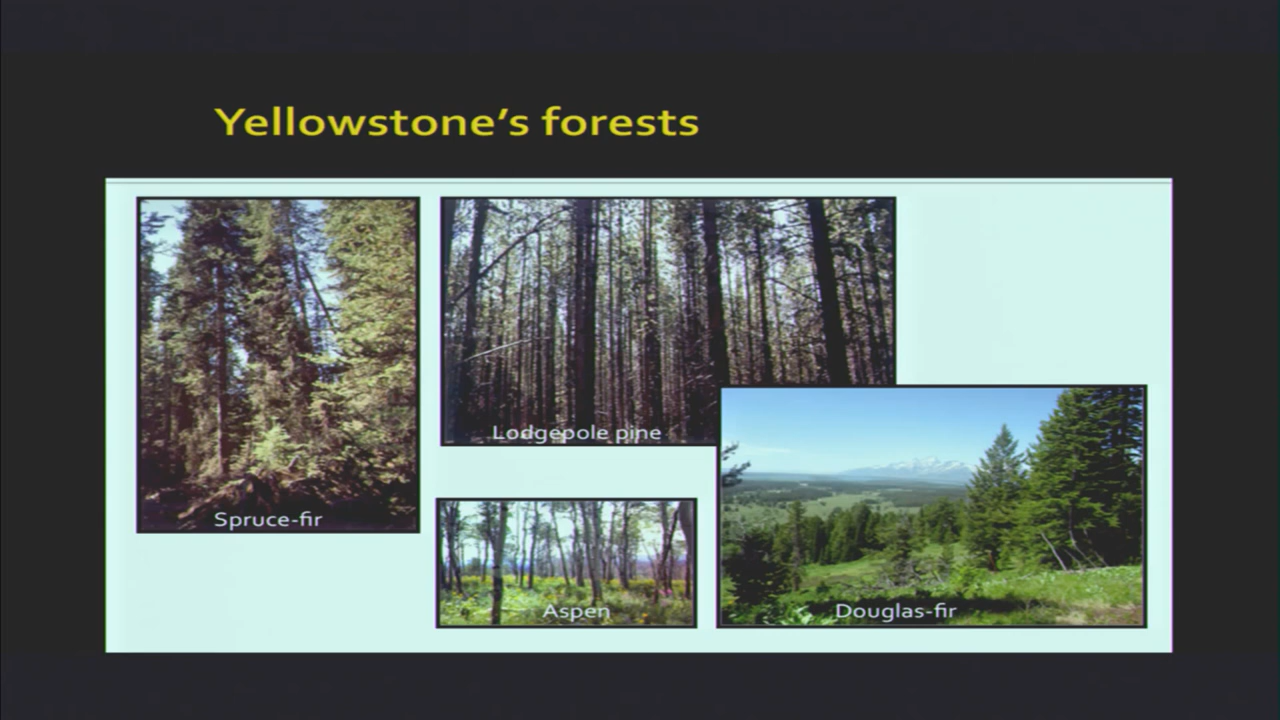 Yellowstone's forests
Spruce-fir
Lodgepole pine
Aspen
Douglas-fir